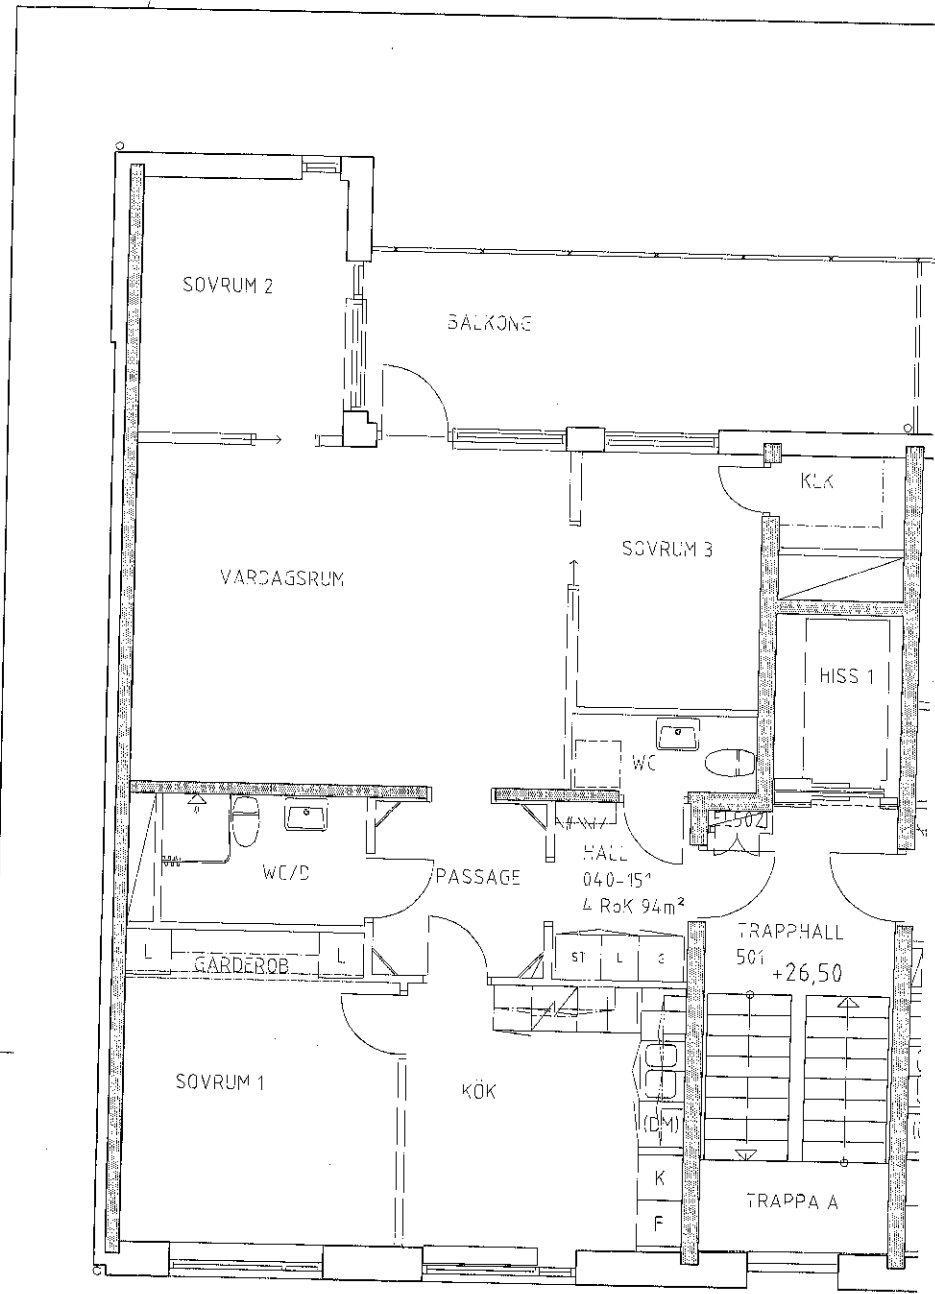 SOVRUM 2
BALKONG
KLK
SOVRUM 3
VARDAGSRUM
HISS 1
WC
EL502
HALL
040-151
4 RoK 94m²
WC/D
PASSAGE
TRAPPHALL
501
+26,50
L
GARDEROB
L
ST
L
G
SOVRUM 1
KÖK
(DM)
K
F
TRAPPA A